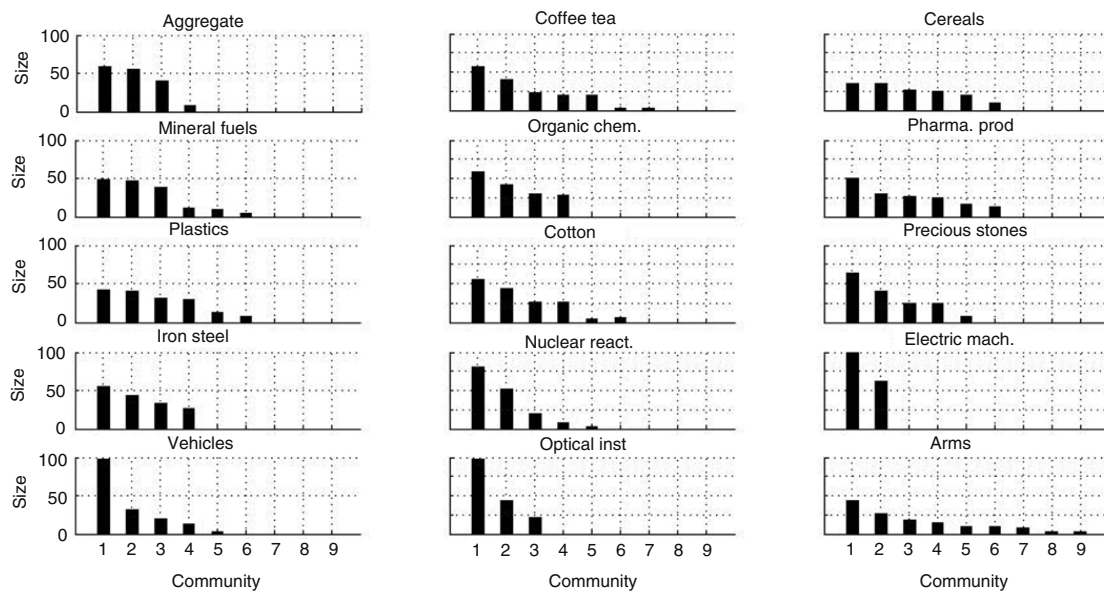 Aggregate
Coffee tea
Cereals
100
50
0
Size
Mineral fuels
Organic chem.
Pharma. prod
100
50
0
Size
Plastics
Cotton
Precious stones
100
50
0
Size
Iron steel
Nuclear react.
Electric mach.
100
50
0
Size
Vehicles
Optical inst
Arms
100
50
0
Size
1 2 3 4 5 6 7 8 9
1 2 3 4 5 6 7 8 9
1 2 3 4 5 6 7 8 9
Community
Community
Community